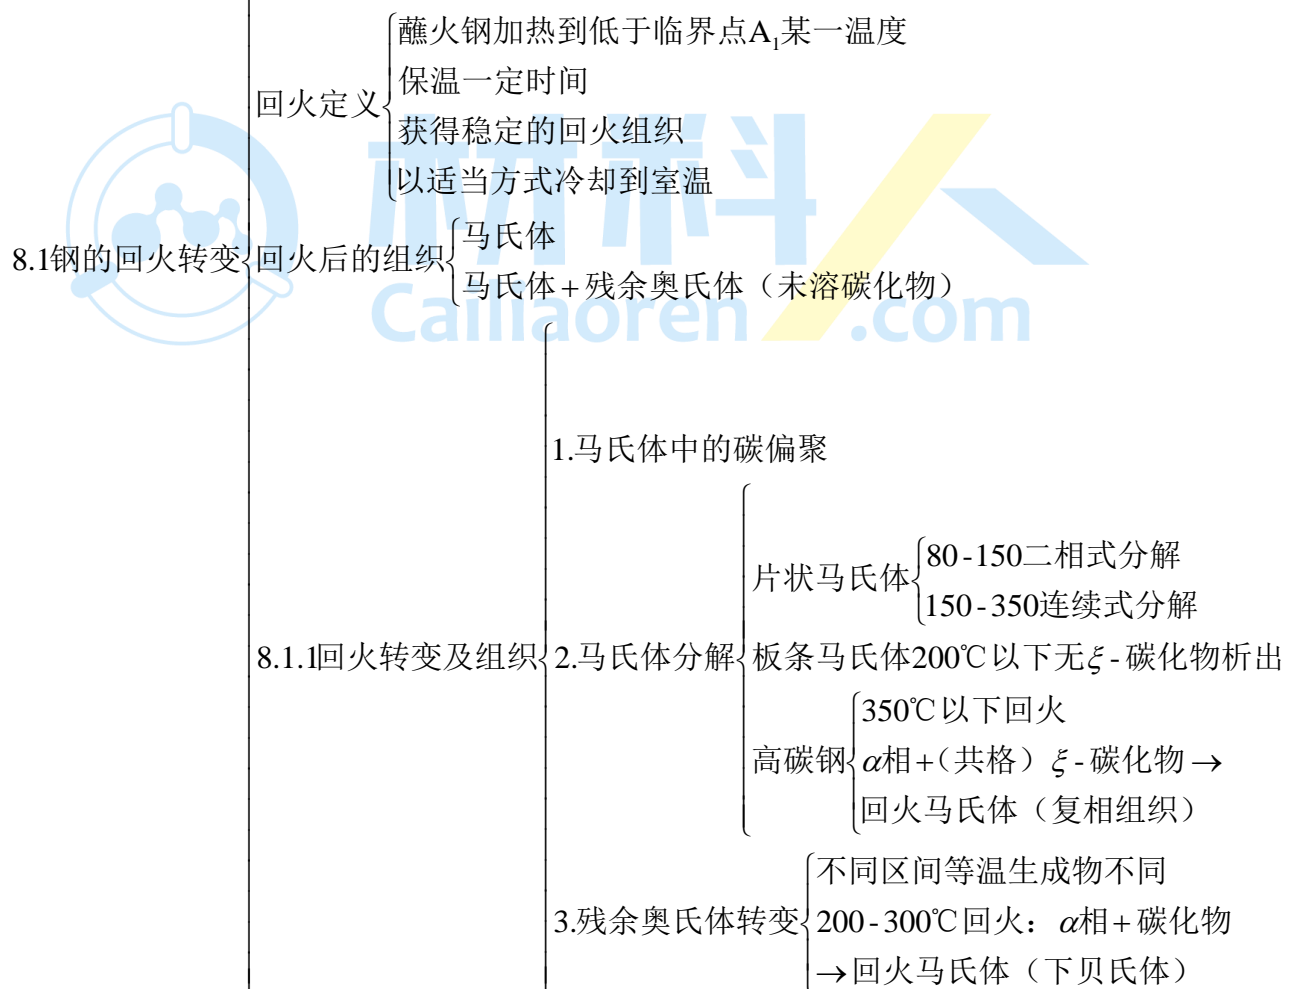 蘸火钢加热到低于临界点A₁某一温度
保温一定时间
回火定义
获得稳定的回火组织
以适当方式冷却到室温
材料人
Cailiaoren.com
8.1钢的回火转变
回火后的组织
马氏体
马氏体+残余奥氏体（未溶碳化物）
1.马氏体中的碳偏聚
8.1.1回火转变及组织
2.马氏体分解
片状马氏体
80-150二相式分解
150-350连续式分解
板条马氏体200℃以下无ξ-碳化物析出
高碳钢
350℃以下回火
α相+（共格）ξ-碳化物→
回火马氏体（复相组织）
3.残余奥氏体转变
不同区间等温生成物不同
200-300℃回火：α相+碳化物
→回火马氏体（下贝氏体）